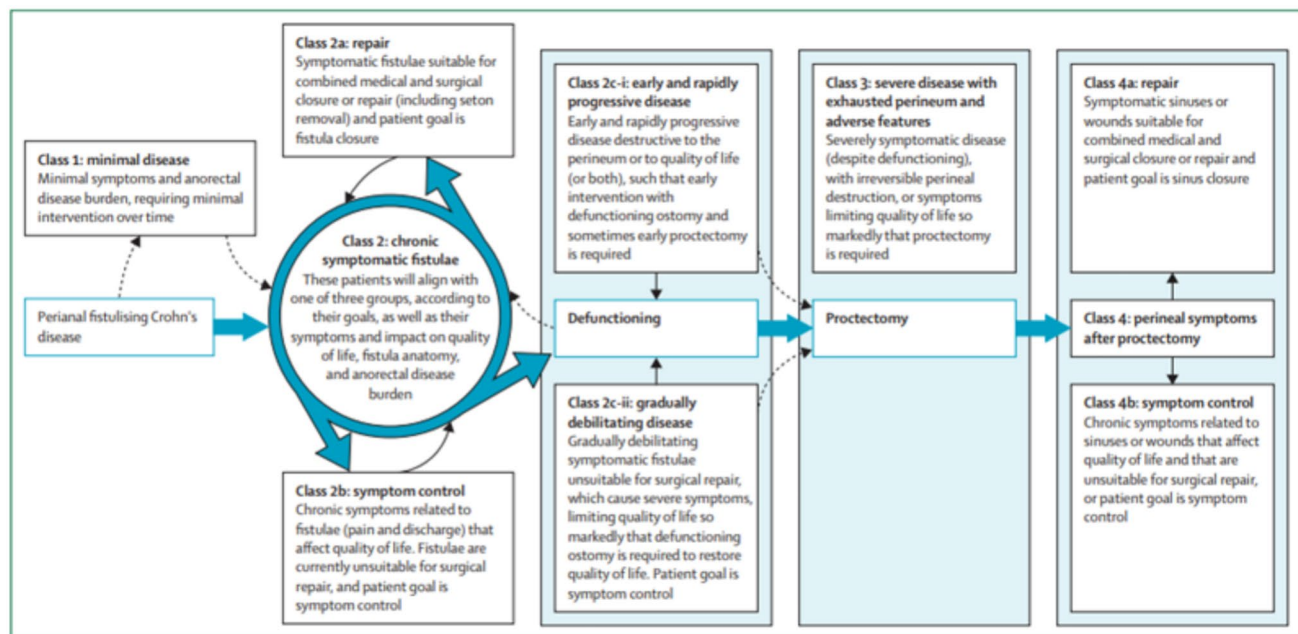 Class 1: minimal disease
Minimal symptoms and anorectal
disease burden, requiring minimal
intervention over time
Perianal fistulising Crohn's
disease
Class 2a: repair
Symptomatic fistulae suitable for
combined medical and surgical
closure or repair (including seton
removal) and patient goal is
fistula closure
Class 2: chronic
symptomatic fistulae
These patients will align with
one of three groups, according to
their goals, as well as their
symptoms and impact on quality
of life, fistula anatomy,
and anorectal disease
burden
Class 2b: symptom control
Chronic symptoms related to
fistulae (pain and discharge) that
affect quality of life. Fistulae are
currently unsuitable for surgical
repair, and patient goal is
symptom control
Class 2c-i: early and rapidly
progressive disease
Early and rapidly progressive
disease destructive to the
perineum or to quality of life
(or both), such that early
intervention with
defunctioning ostomy and
sometimes early proctectomy
is required
Defunctioning
Class 2c-ii: gradually
debilitating disease
Gradually debilitating
symptomatic fistulae
unsuitable for surgical repair,
which cause severe symptoms,
limiting quality of life so
markedly that defunctioning
ostomy is required to restore
quality of life. Patient goal is
symptom control
Class 3: severe disease with
exhausted perineum and
adverse features
Severely symptomatic disease
(despite defunctioning),
with irreversible perineal
destruction, or symptoms
limiting quality of life so
markedly that proctectomy
is required
Proctectomy
Class 4a: repair
Symptomatic sinuses or
wounds suitable for
combined medical and
surgical closure or repair and
patient goal is sinus closure
Class 4: perineal symptoms
after proctectomy
Class 4b: symptom control
Chronic symptoms related to
sinuses or wounds that affect
quality of life and that are
unsuitable for surgical repair,
or patient goal is symptom
control